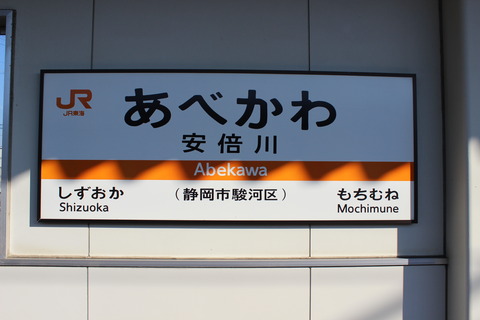 JR
JR東海
あべかわ
安倍川
Abekawa
しずおか
Shizuoka
（静岡市駿河区）
もちむね
Mochimune